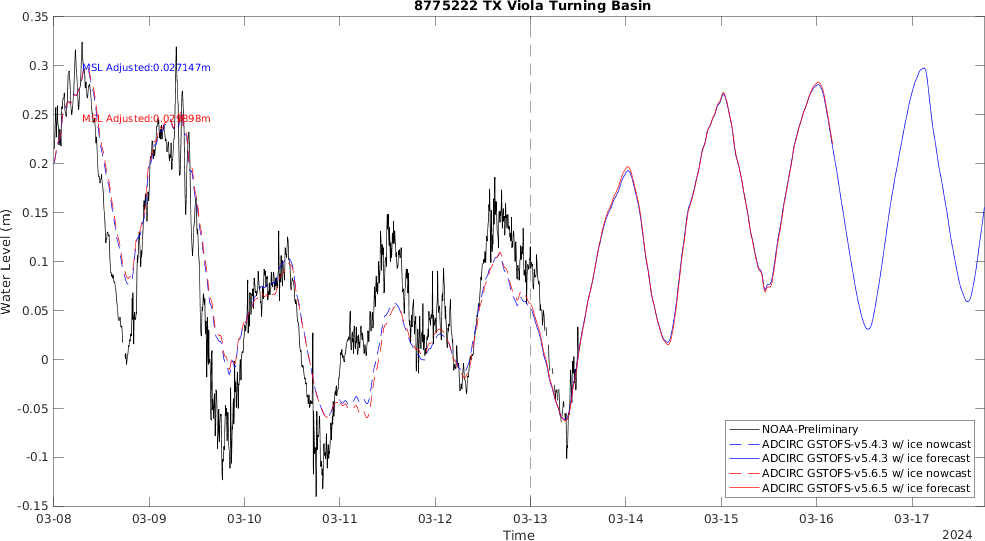 8775222 TX Viola Turning Basin
0.35
0.3
0.25
0.2
0.15
0.1
0.05
0
-0.05
-0.1
-0.15
Water Level (m)
MSL Adjusted:0.027147m
MSL Adjusted:0.029898m
NOAA-Preliminary
ADCIRC GSTOFS-v5.4.3 w/ ice nowcast
ADCIRC GSTOFS-v5.4.3 w/ ice forecast
ADCIRC GSTOFS-v5.6.5 w/ ice nowcast
ADCIRC GSTOFS-v5.6.5 w/ ice forecast
03-08 03-09 03-10 03-11 03-12 03-13 03-14 03-15 03-16 03-17
Time
2024